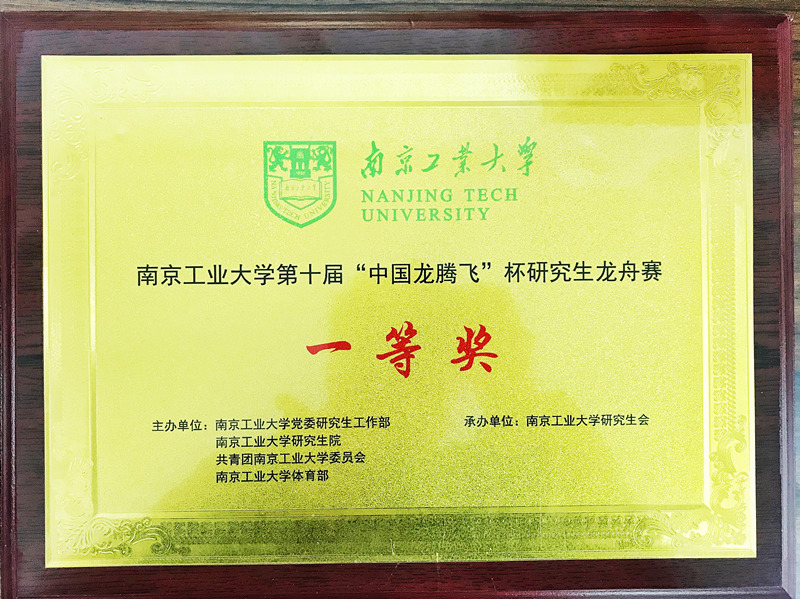 南京工业大学
NANJING TECH
UNIVERSITY
南京工业大学第十届“中国龙腾飞”杯研究生龙舟赛
一等奖
主办单位：南京工业大学党委研究生工作部
南京工业大学研究生院
共青团南京工业大学委员会
南京工业大学体育部
承办单位：南京工业大学研究生会